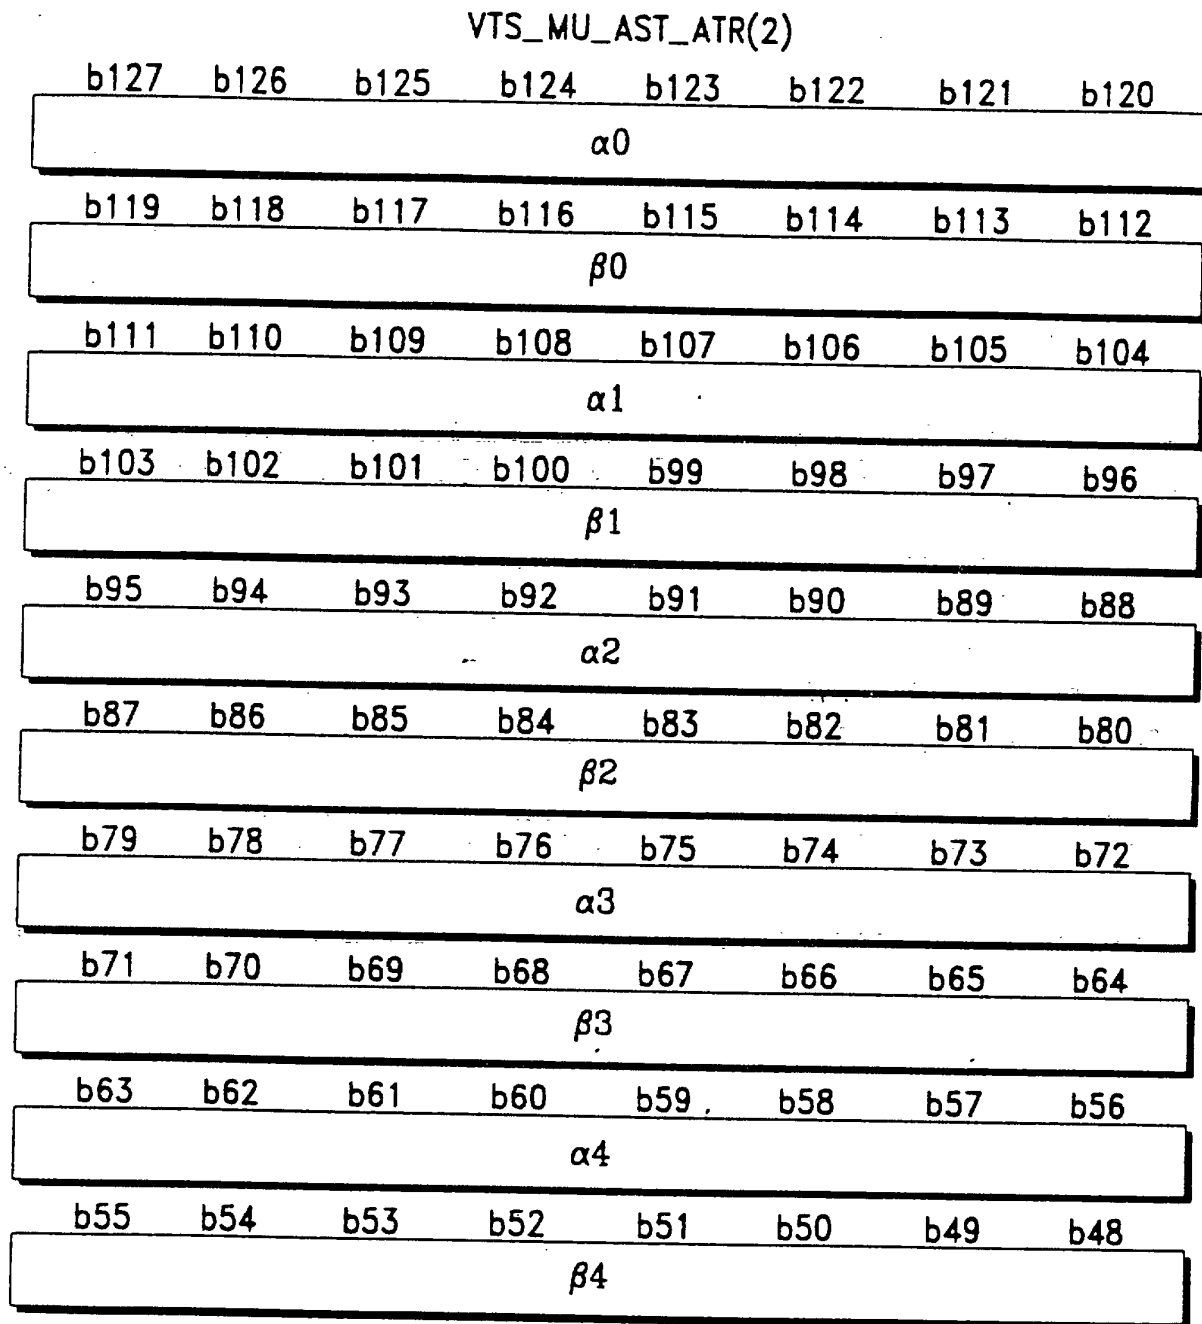 VTS_MU_AST_ATR(2)
b127 b126 b125 b124 b123 b122 b121 b120
α0
b119 b118 b117 b116 b115 b114 b113 b112
β0
b111 b110 b109 b108 b107 b106 b105 b104
α1
b103 b102 b101 b100 b99 b98 b97 b96
β1
b95 b94 b93 b92 b91 b90 b89 b88
α2
b87 b86 b85 b84 b83 b82 b81 b80
β2
b79 b78 b77 b76 b75 b74 b73 b72
α3
b71 b70 b69 b68 b67 b66 b65 b64
β3
b63 b62 b61 b60 b59 b58 b57 b56
α4
b55 b54 b53 b52 b51 b50 b49 b48
β4